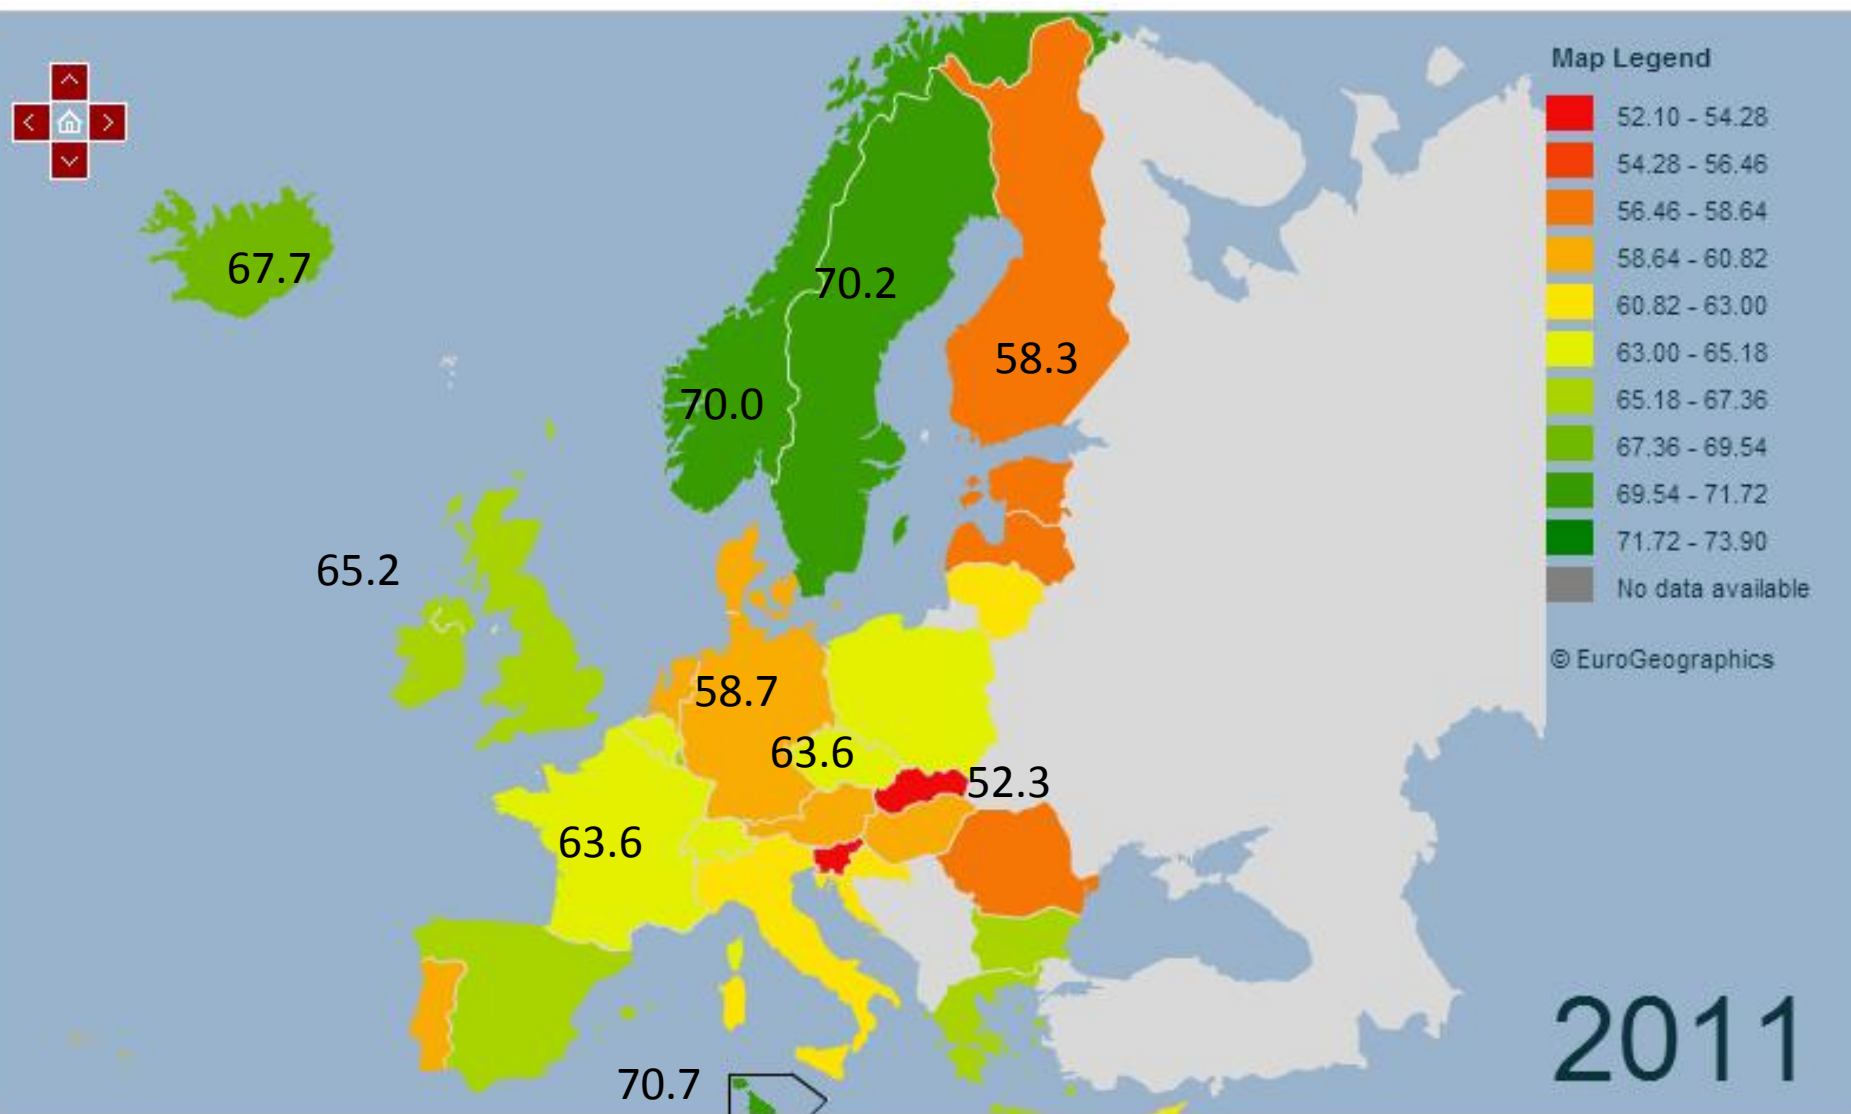 Map Legend
52.10 - 54.28
54.28 - 56.46
56.46 - 58.64
58.64 - 60.82
60.82 - 63.00
63.00 - 65.18
65.18 - 67.36
67.36 - 69.54
69.54 - 71.72
71.72 - 73.90
No data available
© EuroGeographics
67.7
70.2
58.3
70.0
65.2
58.7
63.6
52.3
63.6
70.7
2011